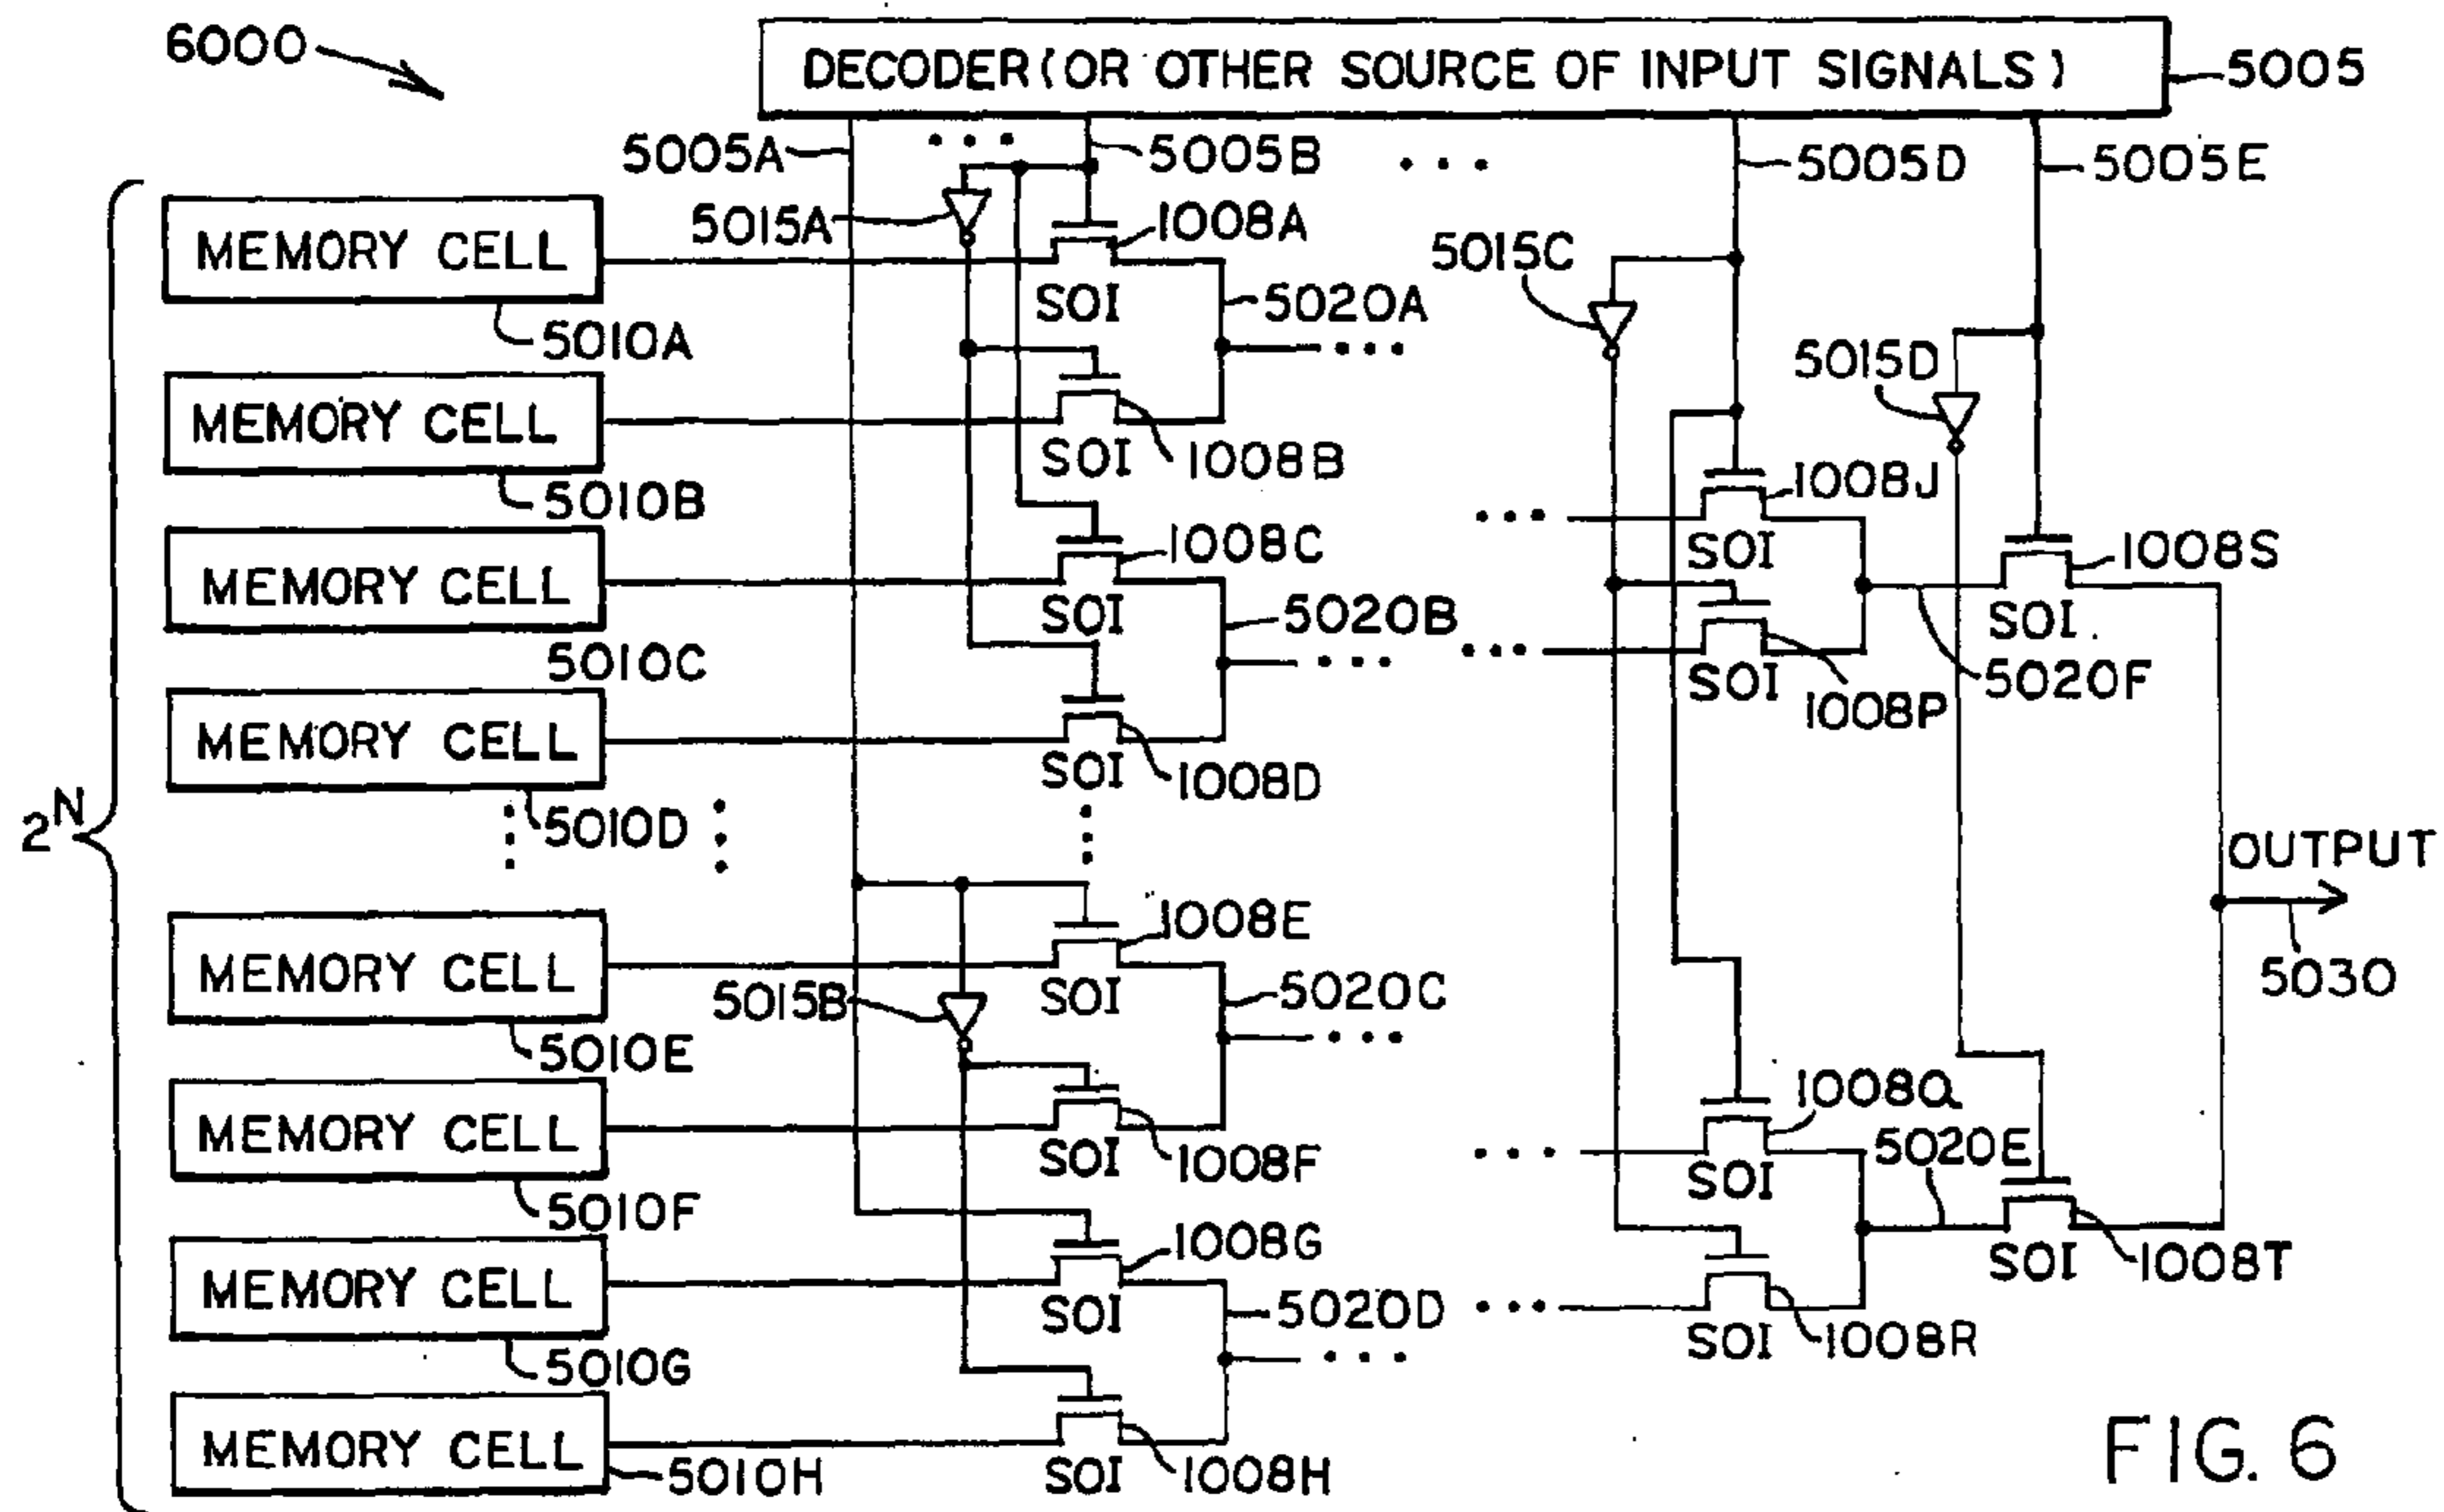 6000
DECODER (OR OTHER SOURCE OF INPUT SIGNALS)
5005
5005A
5005B
5005D
5005E
5015A
1008A
MEMORY CELL
5010A
SOI
5020A
5015C
5015D
MEMORY CELL
5010B
SOI
1008B
1008J
SOI
1008S
SOI
MEMORY CELL
5010C
1008C
SOI
5020B
SOI
1008P
5020F
MEMORY CELL
5010D
SOI
1008D
2^N
OUTPUT
5030
MEMORY CELL
5010E
1008E
SOI
5015B
5020C
MEMORY CELL
5010F
SOI
1008F
1008Q
SOI
5020E
SOI
1008T
MEMORY CELL
5010G
1008G
SOI
5020D
SOI
1008R
MEMORY CELL
5010H
SOI
1008H
FIG. 6